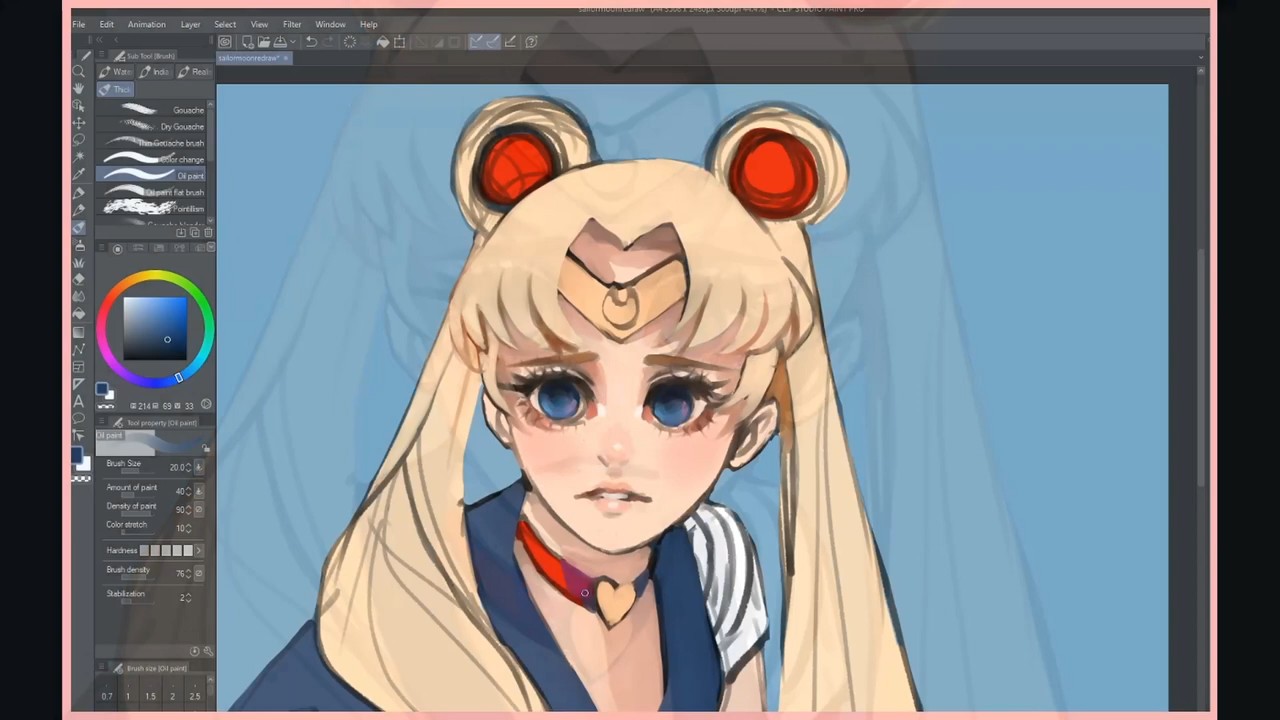 File Edit Animation Layer Select View Filter Window Help
Sub Tool [Brush]
sailormoonredraw*
India
Thick
Gouache
Dry Gouache
Thin Gouache brush
Color change
Oil paint
Oil paint flat brush
Pointillism
214 69 33
Tool property [Oil paint]
Oil paint
Brush Size 20.0
Amount of paint 40
Density of paint 90
Color stretch 10
Hardness
Brush density 76
Stabilization 2
Brush size [Oil paint]
0.7 1 1.5 2 2.5